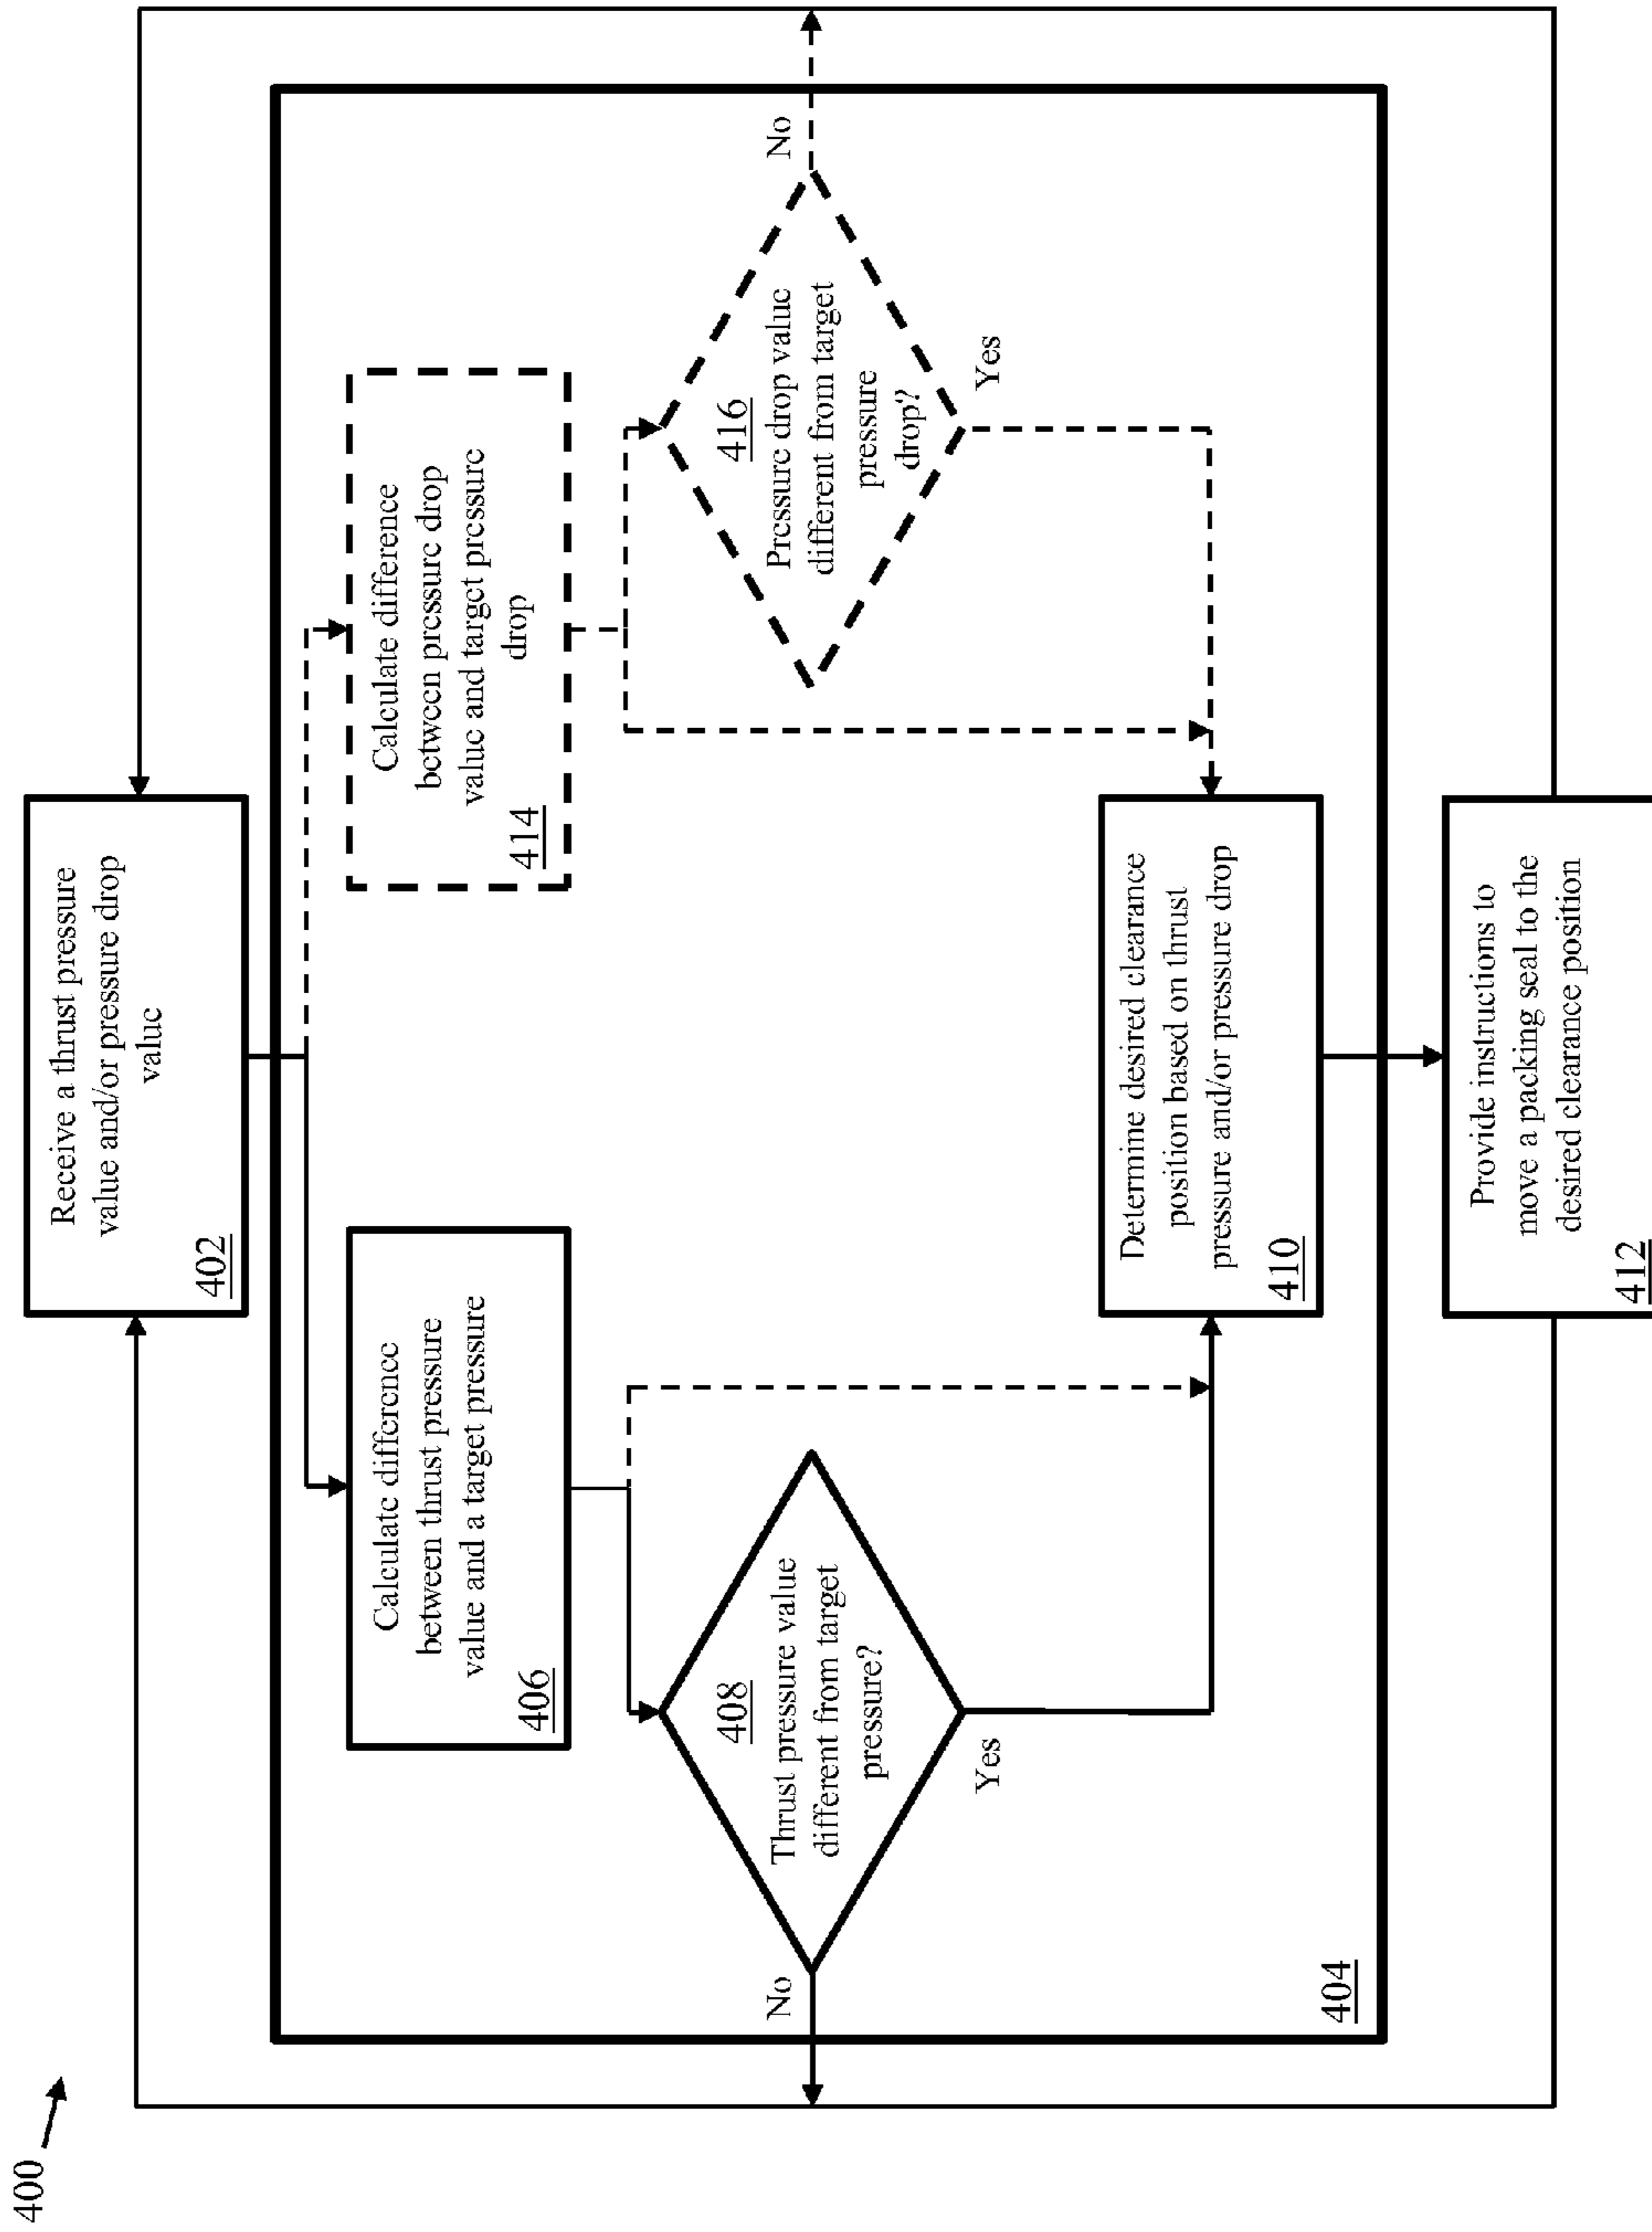 400
Receive a thrust pressure
value and/or pressure drop
value
402
Calculate difference
between thrust pressure
value and a target pressure
406
Calculate difference
between pressure drop
value and target pressure
drop
414
408
Thrust pressure value
different from target
pressure?
No
Yes
416
Pressure drop value
different from target
pressure
drop?
No
Yes
Determine desired clearance
position based on thrust
pressure and/or pressure drop
410
404
Provide instructions to
move a packing seal to the
desired clearance position
412